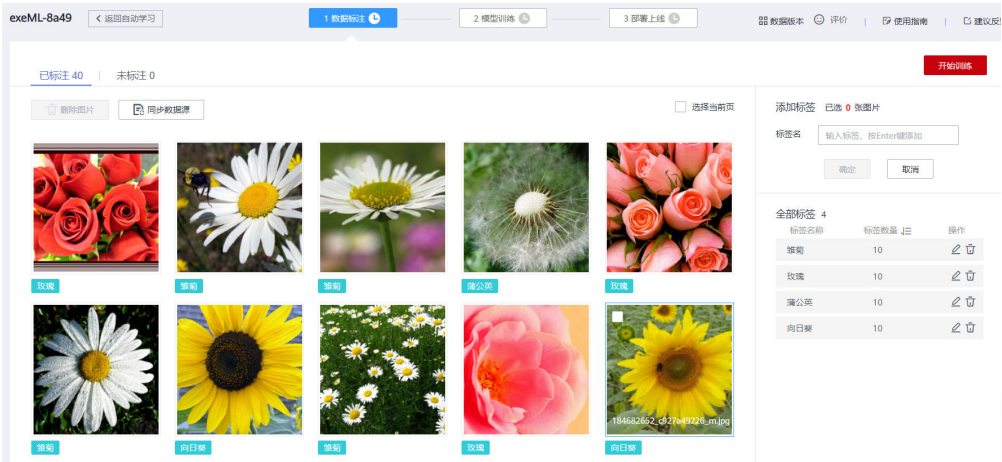 exeML-8a49 < 返回自动学习 1 数据标注 2 模型训练 3 部署上线 数据版本 评价 | 使用指南 | 建议反
已标注 40 | 未标注 0 开始训练
删除图片 同步数据源 选择当前页
添加标签 已选 0 张图片
标签名 输入标签，按Enter键添加
确定 取消
全部标签 4
标签名称 标签数量 操作
雏菊 10
玫瑰 10
蒲公英 10
向日葵 10
玫瑰 雏菊 雏菊 蒲公英 玫瑰
184682652_c927a49226_m.jpg
雏菊 向日葵 雏菊 玫瑰 向日葵